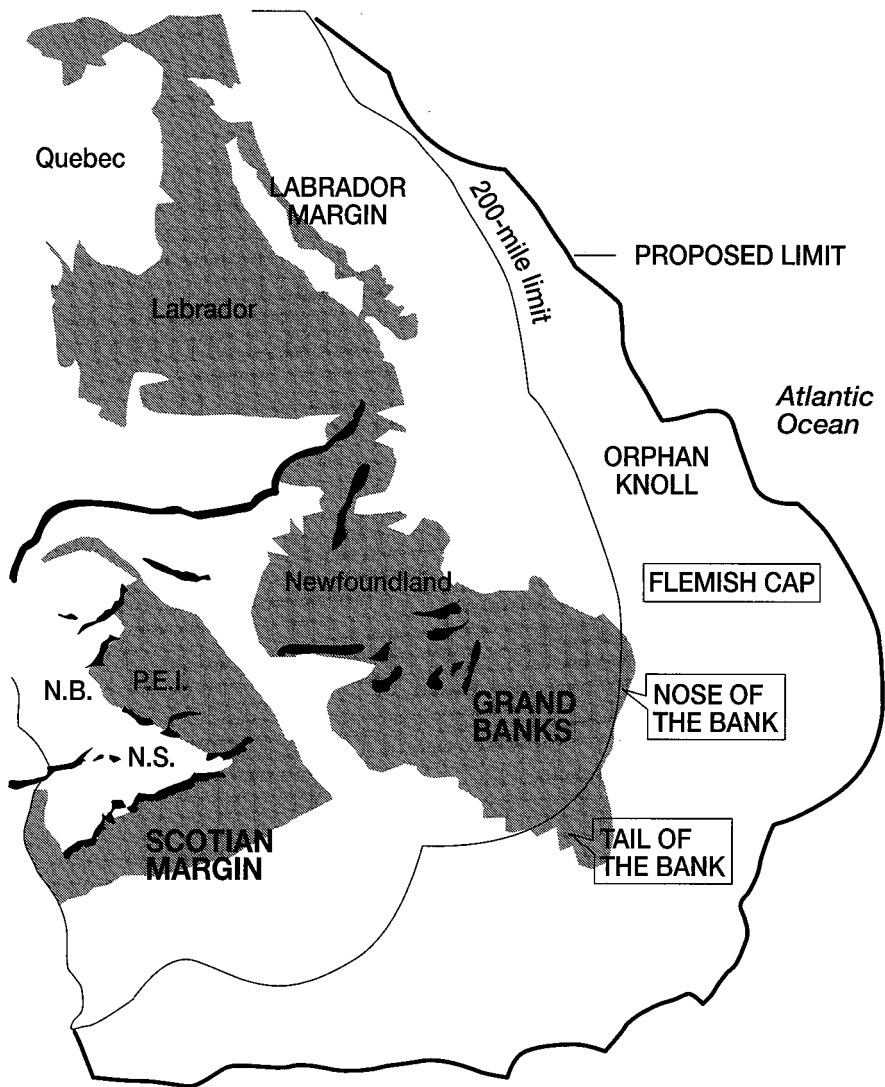 Quebec
LABRADOR
MARGIN
200-mile limit
PROPOSED LIMIT
Labrador
Atlantic
Ocean
ORPHAN
KNOLL
Newfoundland
FLEMISH CAP
N.B.
P.E.I.
GRAND
BANKS
NOSE OF
THE BANK
N.S.
SCOTIAN
MARGIN
TAIL OF
THE BANK